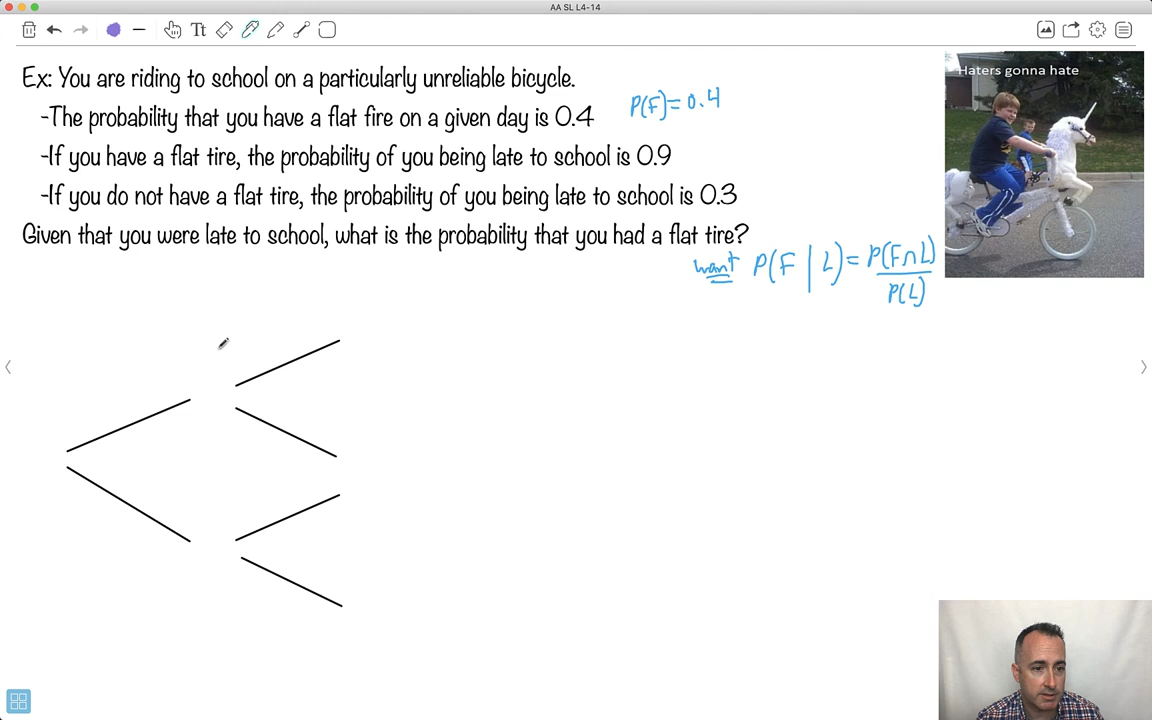 AA SL L4-14
Tt
Ex: You are riding to school on a particularly unreliable bicycle.
-The probability that you have a flat fire on a given day is 0.4
P(F)=0.4
-If you have a flat tire, the probability of you being late to school is 0.9
-If you do not have a flat tire, the probability of you being late to school is 0.3
Given that you were late to school, what is the probability that you had a flat tire?
want P(F | L)= P(F∩L)
P(L)
Haters gonna hate